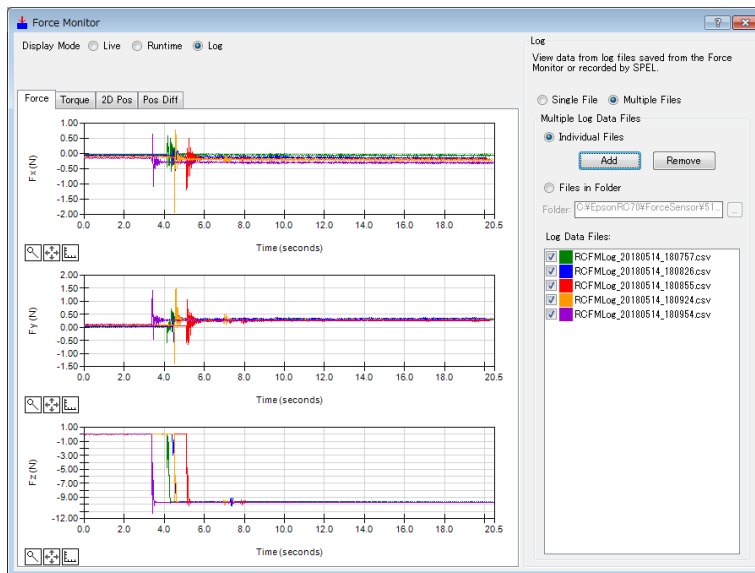 Force Monitor
Display Mode Live Runtime Log
Force Torque 2D Pos Pos Diff
1.00
0.50
0.00
-0.50
-1.00
-1.50
-2.00
Fx (N)
0.0 2.0 4.0 6.0 8.0 10.0 12.0 14.0 16.0 18.0 20.5
Time (seconds)
2.00
1.50
1.00
0.50
0.00
-0.50
-1.00
-1.50
Fy (N)
0.0 2.0 4.0 6.0 8.0 10.0 12.0 14.0 16.0 18.0 20.5
Time (seconds)
1.00
-1.00
-3.00
-5.00
-7.00
-9.00
-12.00
Fz (N)
0.0 2.0 4.0 6.0 8.0 10.0 12.0 14.0 16.0 18.0 20.5
Time (seconds)
Log
View data from log files saved from the Force
Monitor or recorded by SPEL.
Single File Multiple Files
Multiple Log Data Files
Individual Files
Add Remove
Files in Folder
Folder: C:¥EpsonRC70¥ForceSensor¥51... ...
Log Data Files:
RCFMLog_20180514_180757.csv
RCFMLog_20180514_180826.csv
RCFMLog_20180514_180855.csv
RCFMLog_20180514_180924.csv
RCFMLog_20180514_180954.csv